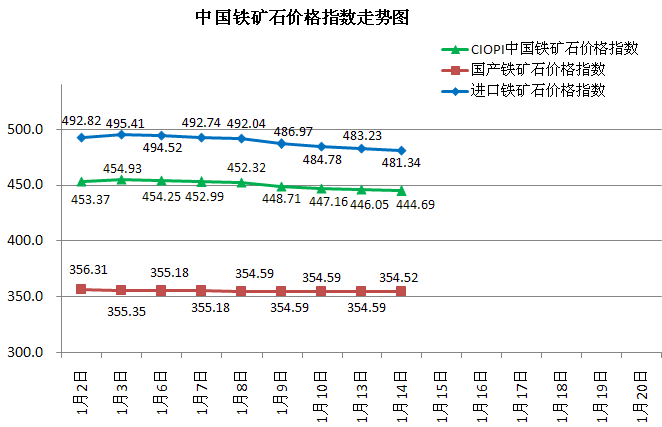 中国铁矿石价格指数走势图
CIOPI中国铁矿石价格指数
国产铁矿石价格指数
进口铁矿石价格指数
500.0
450.0
400.0
350.0
300.0
492.82
495.41
494.52
492.74
492.04
486.97
484.78
483.23
481.34
453.37
454.93
454.25
452.99
452.32
448.71
447.16
446.05
444.69
356.31
355.35
355.18
355.18
354.59
354.59
354.59
354.59
354.52
1月2日
1月3日
1月6日
1月7日
1月8日
1月9日
1月10日
1月13日
1月14日
1月15日
1月16日
1月17日
1月18日
1月19日
1月20日